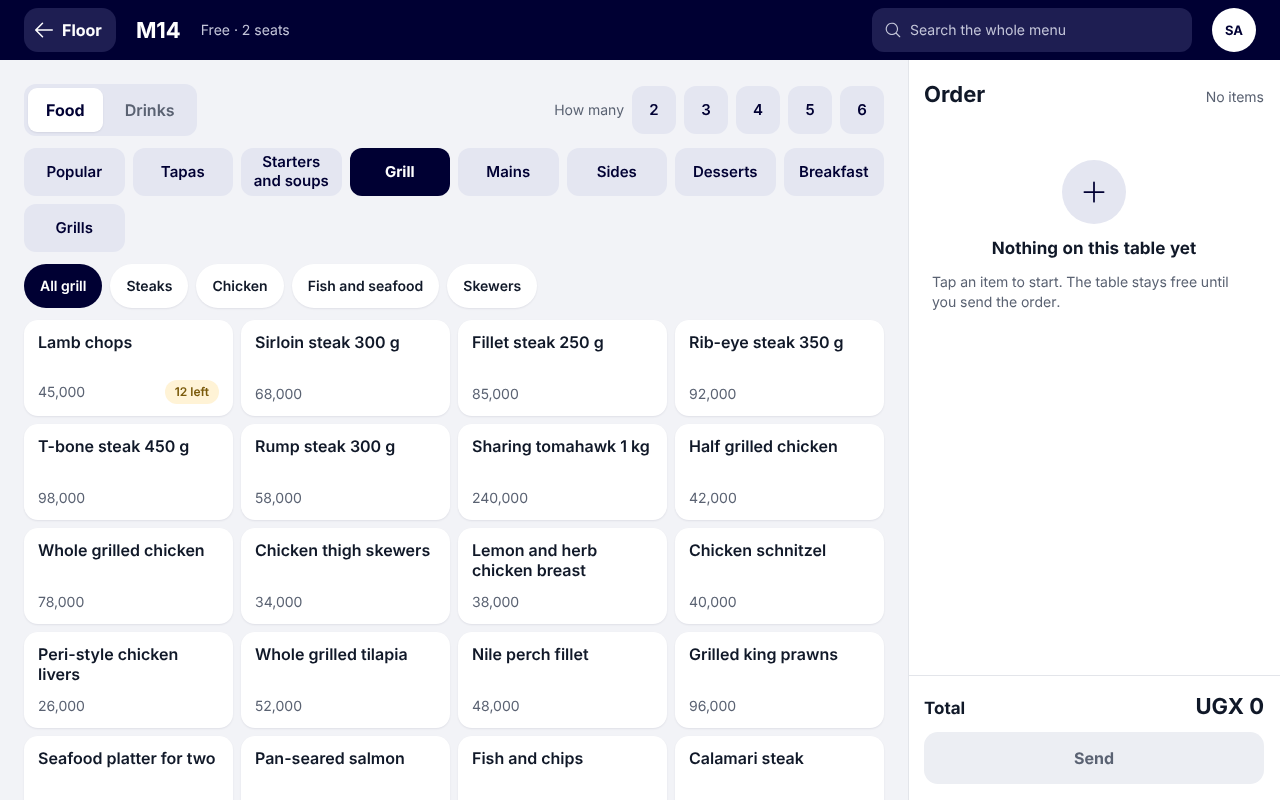 Floor
M14
Free · 2 seats
Search the whole menu
SA
Food
Drinks
How many
2
3
4
5
6
Popular
Tapas
Starters
and soups
Grill
Mains
Sides
Desserts
Breakfast
Grills
All grill
Steaks
Chicken
Fish and seafood
Skewers
Lamb chops
45,000
12 left
Sirloin steak 300 g
68,000
Fillet steak 250 g
85,000
Rib-eye steak 350 g
92,000
T-bone steak 450 g
98,000
Rump steak 300 g
58,000
Sharing tomahawk 1 kg
240,000
Half grilled chicken
42,000
Whole grilled chicken
78,000
Chicken thigh skewers
34,000
Lemon and herb
chicken breast
38,000
Chicken schnitzel
40,000
Peri-style chicken
livers
26,000
Whole grilled tilapia
52,000
Nile perch fillet
48,000
Grilled king prawns
96,000
Seafood platter for two
Pan-seared salmon
Fish and chips
Calamari steak
Order
No items
Nothing on this table yet
Tap an item to start. The table stays free until
you send the order.
Total
UGX 0
Send